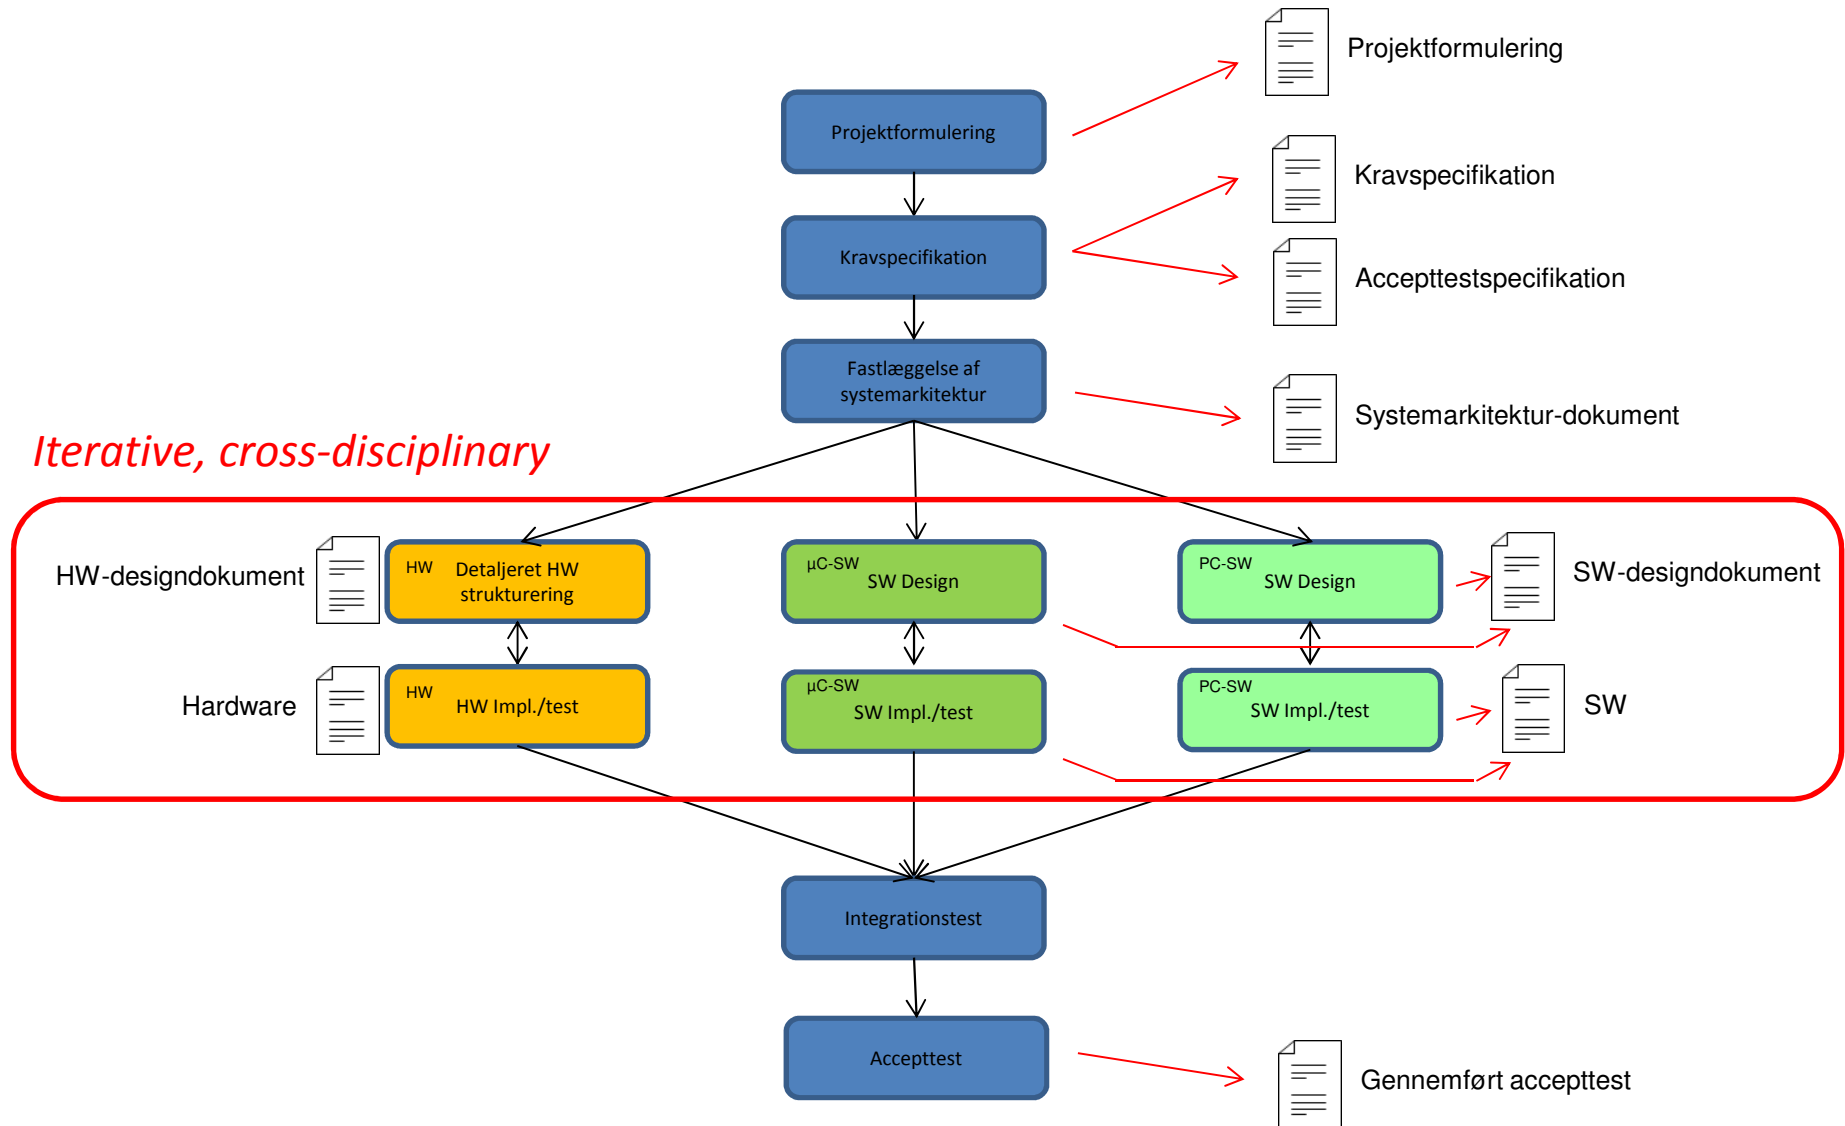 Projektformulering
Projektformulering
Kravspecifikation
Kravspecifikation
Accepttestspecifikation
Fastlæggelse af
systemarkitektur
Systemarkitektur-dokument
Iterative, cross-disciplinary
HW-designdokument
HW
Detaljeret HW
strukturering
µC-SW
SW Design
PC-SW
SW Design
SW-designdokument
Hardware
HW
HW Impl./test
µC-SW
SW Impl./test
PC-SW
SW Impl./test
SW
Integrationstest
Accepttest
Gennemført accepttest